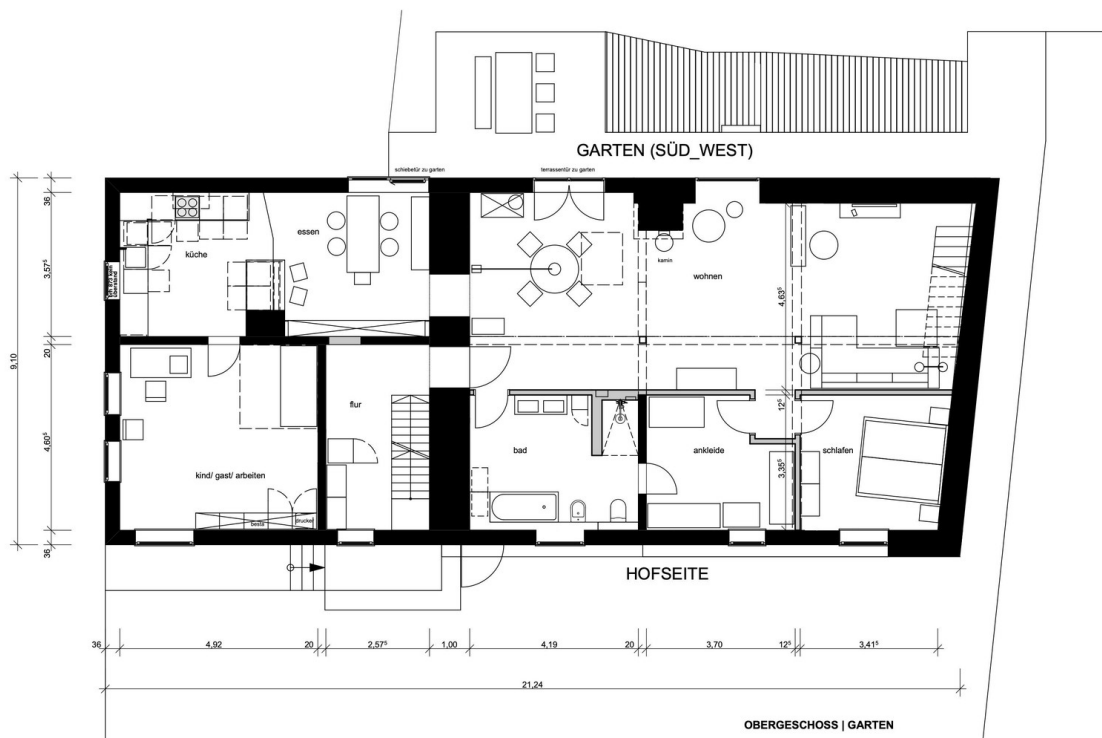 GARTEN (SÜD_WEST)
schiebetür zu garten
terrassentür zu garten
essen
küche
kamin
wohnen
flur
kind/ gast/ arbeiten
besta
drucker
bad
ankleide
schlafen
HOFSEITE
36
3,57⁵
20
4,60⁵
36
9,10
4,63⁵
12⁵
3,35⁵
36
4,92
20
2,57⁵
1,00
4,19
20
3,70
12⁵
3,41⁵
21,24
OBERGESCHOSS | GARTEN